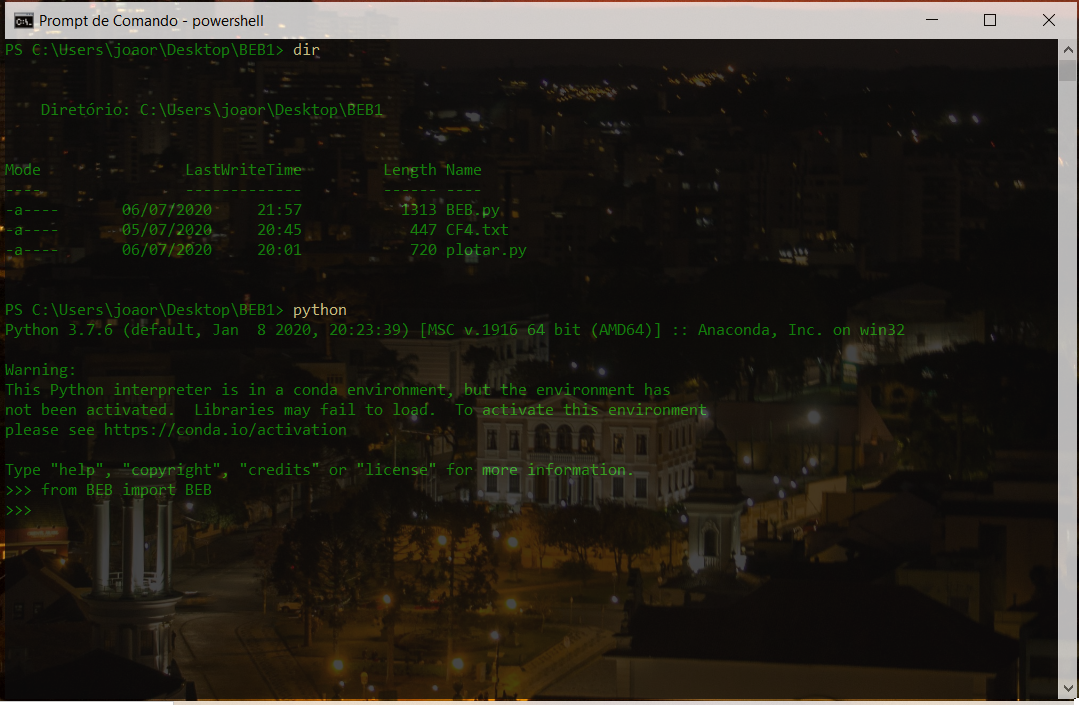 Prompt de Comando - powershell
PS C:\Users\joaor\Desktop\BEB1> dir
Diretório: C:\Users\joaor\Desktop\BEB1
Mode LastWriteTime Length Name
---- ------------- ------ ----
-a---- 06/07/2020 21:57 1313 BEB.py
-a---- 05/07/2020 20:45 447 CF4.txt
-a---- 06/07/2020 20:01 720 plotar.py
PS C:\Users\joaor\Desktop\BEB1> python
Python 3.7.6 (default, Jan  8 2020, 20:23:39) [MSC v.1916 64 bit (AMD64)] :: Anaconda, Inc. on win32
Warning:
This Python interpreter is in a conda environment, but the environment has
not been activated.  Libraries may fail to load.  To activate this environment
please see https://conda.io/activation
Type "help", "copyright", "credits" or "license" for more information.
>>> from BEB import BEB
>>>